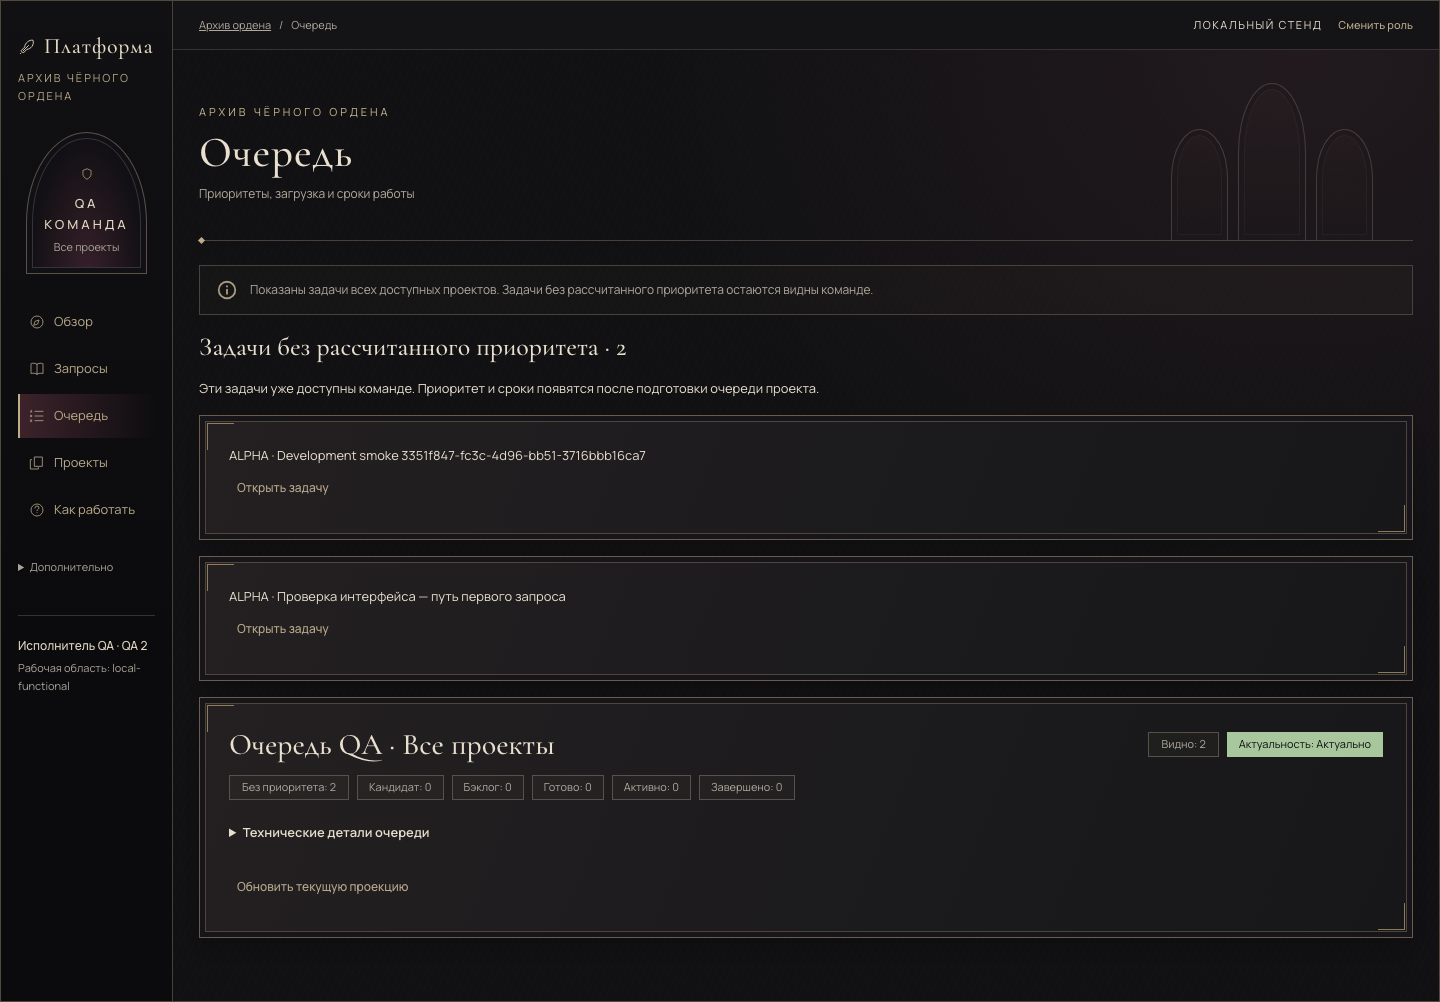 Платформа
АРХИВ ЧЁРНОГО
ОРДЕНА
QA
КОМАНДА
Все проекты
Обзор
Запросы
Очередь
Проекты
Как работать
Дополнительно
Исполнитель QA · QA 2
Рабочая область: local-
functional
Архив ордена / Очередь
ЛОКАЛЬНЫЙ СТЕНД Сменить роль
АРХИВ ЧЁРНОГО ОРДЕНА
Очередь
Приоритеты, загрузка и сроки работы
Показаны задачи всех доступных проектов. Задачи без рассчитанного приоритета остаются видны команде.
Задачи без рассчитанного приоритета · 2
Эти задачи уже доступны команде. Приоритет и сроки появятся после подготовки очереди проекта.
ALPHA · Development smoke 3351f847-fc3c-4d96-bb51-3716bbb16ca7
Открыть задачу
ALPHA · Проверка интерфейса — путь первого запроса
Открыть задачу
Очередь QA · Все проекты
Видно: 2 Актуальность: Актуально
Без приоритета: 2 Кандидат: 0 Бэклог: 0 Готово: 0 Активно: 0 Завершено: 0
Технические детали очереди
Обновить текущую проекцию